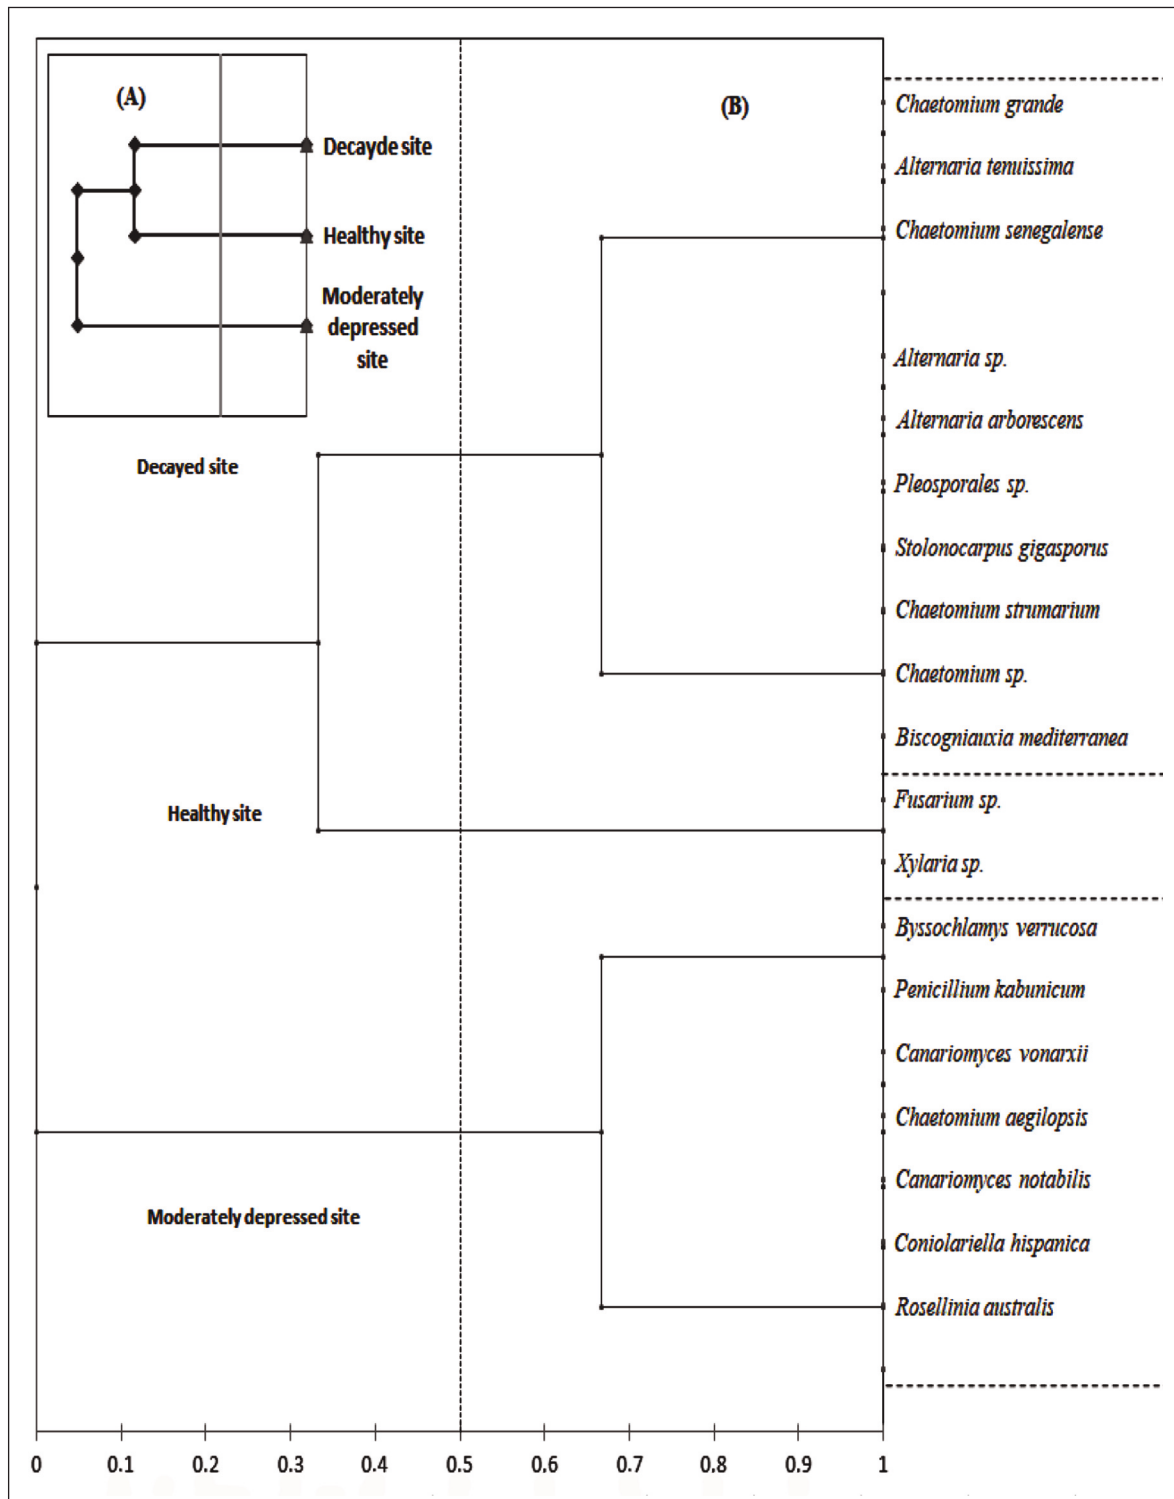 (A)
Decayde site
Healthy site
Moderately
depressed
site
(B)
Decayed site
Healthy site
Moderately depressed site
Chaetomium grande
Alternaria tenuissima
Chaetomium senegalense
Alternaria sp.
Alternaria arborescens
Pleosporales sp.
Stolonocarpus gigasporus
Chaetomium strumarium
Chaetomium sp.
Biscogniauxia mediterranea
Fusarium sp.
Xylaria sp.
Byssochlamys verrucosa
Penicillium kabunicum
Canariomyces vonarxii
Chaetomium aegilopsis
Canariomyces notabilis
Coniolariella hispanica
Rosellinia australis
0 0.1 0.2 0.3 0.4 0.5 0.6 0.7 0.8 0.9 1